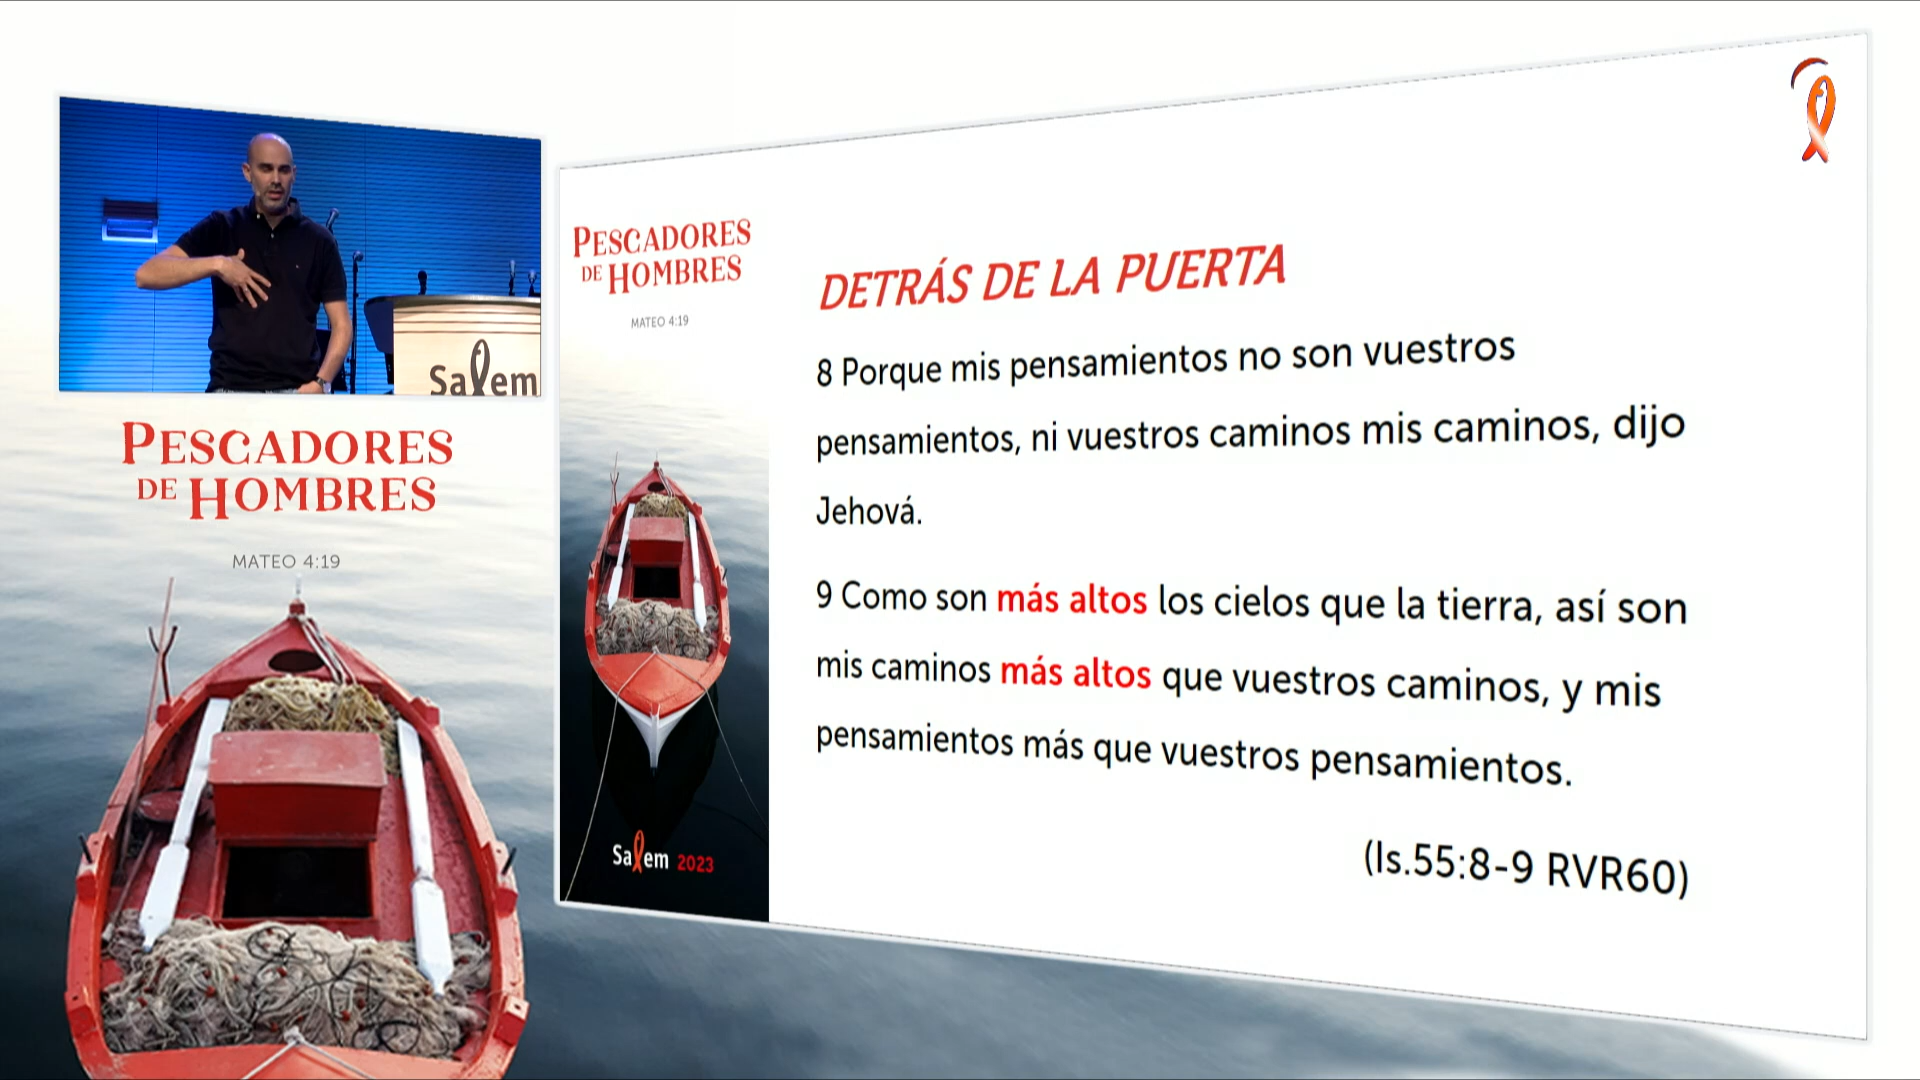 Salem
PESCADORES
DE HOMBRES
MATEO 4:19
PESCADORES
DE HOMBRES
MATEO 4:19
Salem 2023
DETRÁS DE LA PUERTA
8 Porque mis pensamientos no son vuestros
pensamientos, ni vuestros caminos mis caminos, dijo
Jehová.
9 Como son más altos los cielos que la tierra, así son
mis caminos más altos que vuestros caminos, y mis
pensamientos más que vuestros pensamientos.
(Is.55:8-9 RVR60)